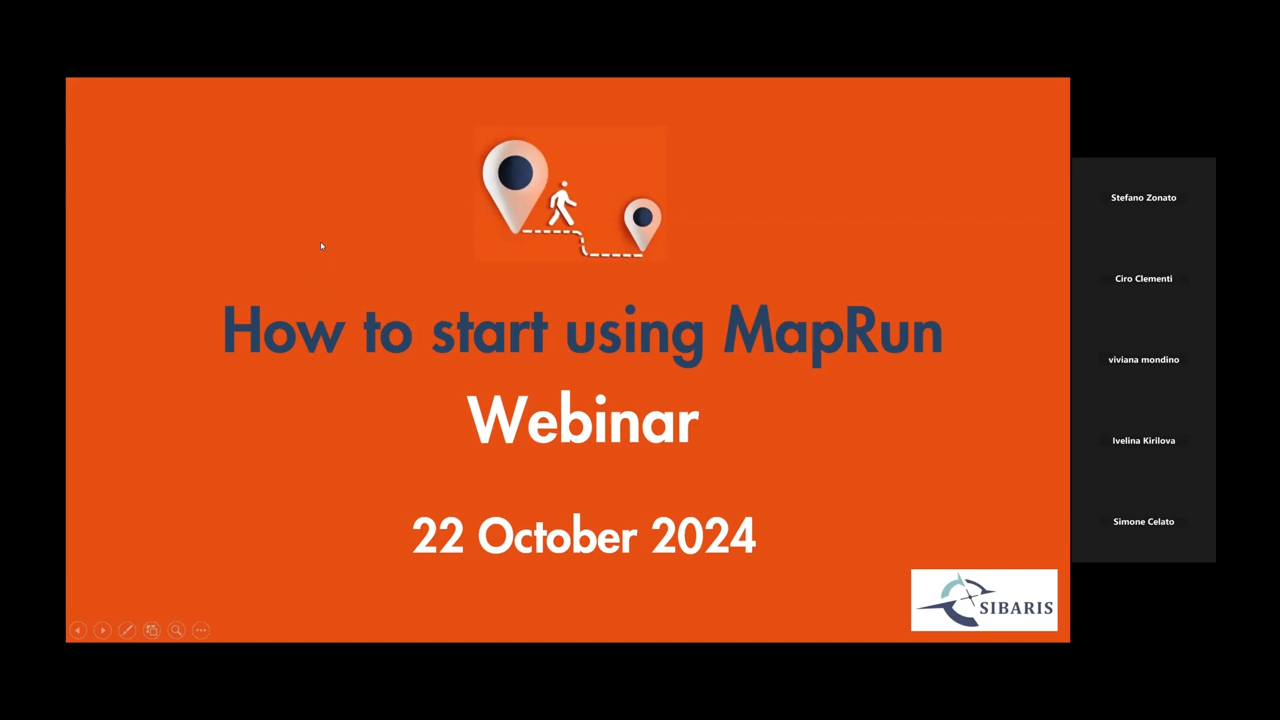 How to start using MapRun
Webinar
22 October 2024
SIBARIS
Stefano Zonato
Ciro Clementi
viviana mondino
Ivelina Kirilova
Simone Celato